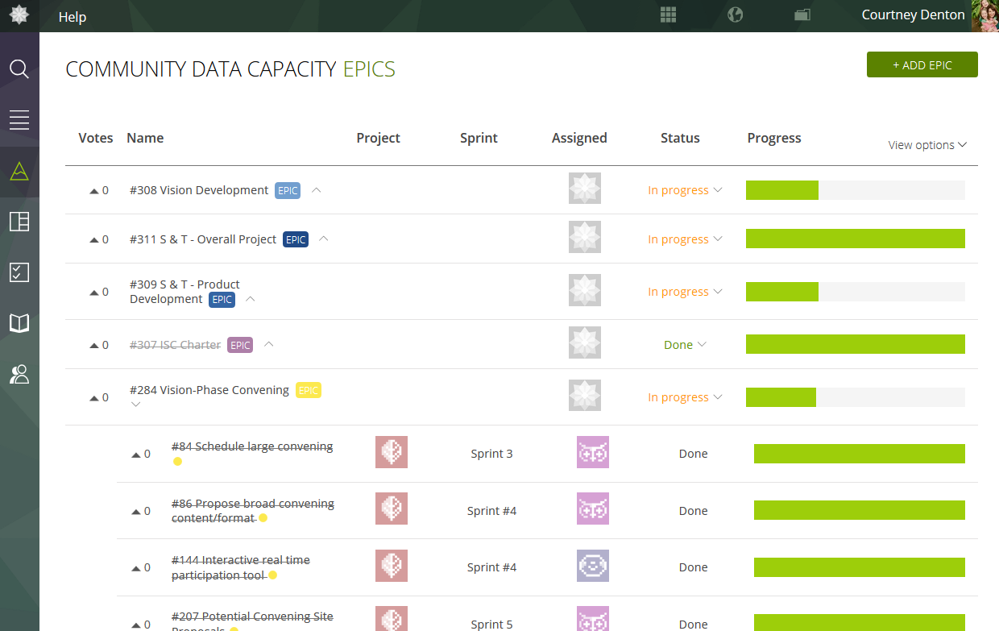 Help
Courtney Denton
COMMUNITY DATA CAPACITY EPICS
+ ADD EPIC
Votes Name Project Sprint Assigned Status Progress
View options
0 #308 Vision Development EPIC In progress
0 #311 S & T - Overall Project EPIC In progress
#309 S & T - Product
0 Development EPIC In progress
0 #307 ISC Charter EPIC Done
#284 Vision-Phase Convening EPIC
0 In progress
#84 Schedule large convening
0 Sprint 3 Done
#86 Propose broad convening
0 content/format Sprint #4 Done
#144 Interactive real time
0 participation tool Sprint #4 Done
#207 Potential Convening Site
0 Proposals Sprint 5 Done